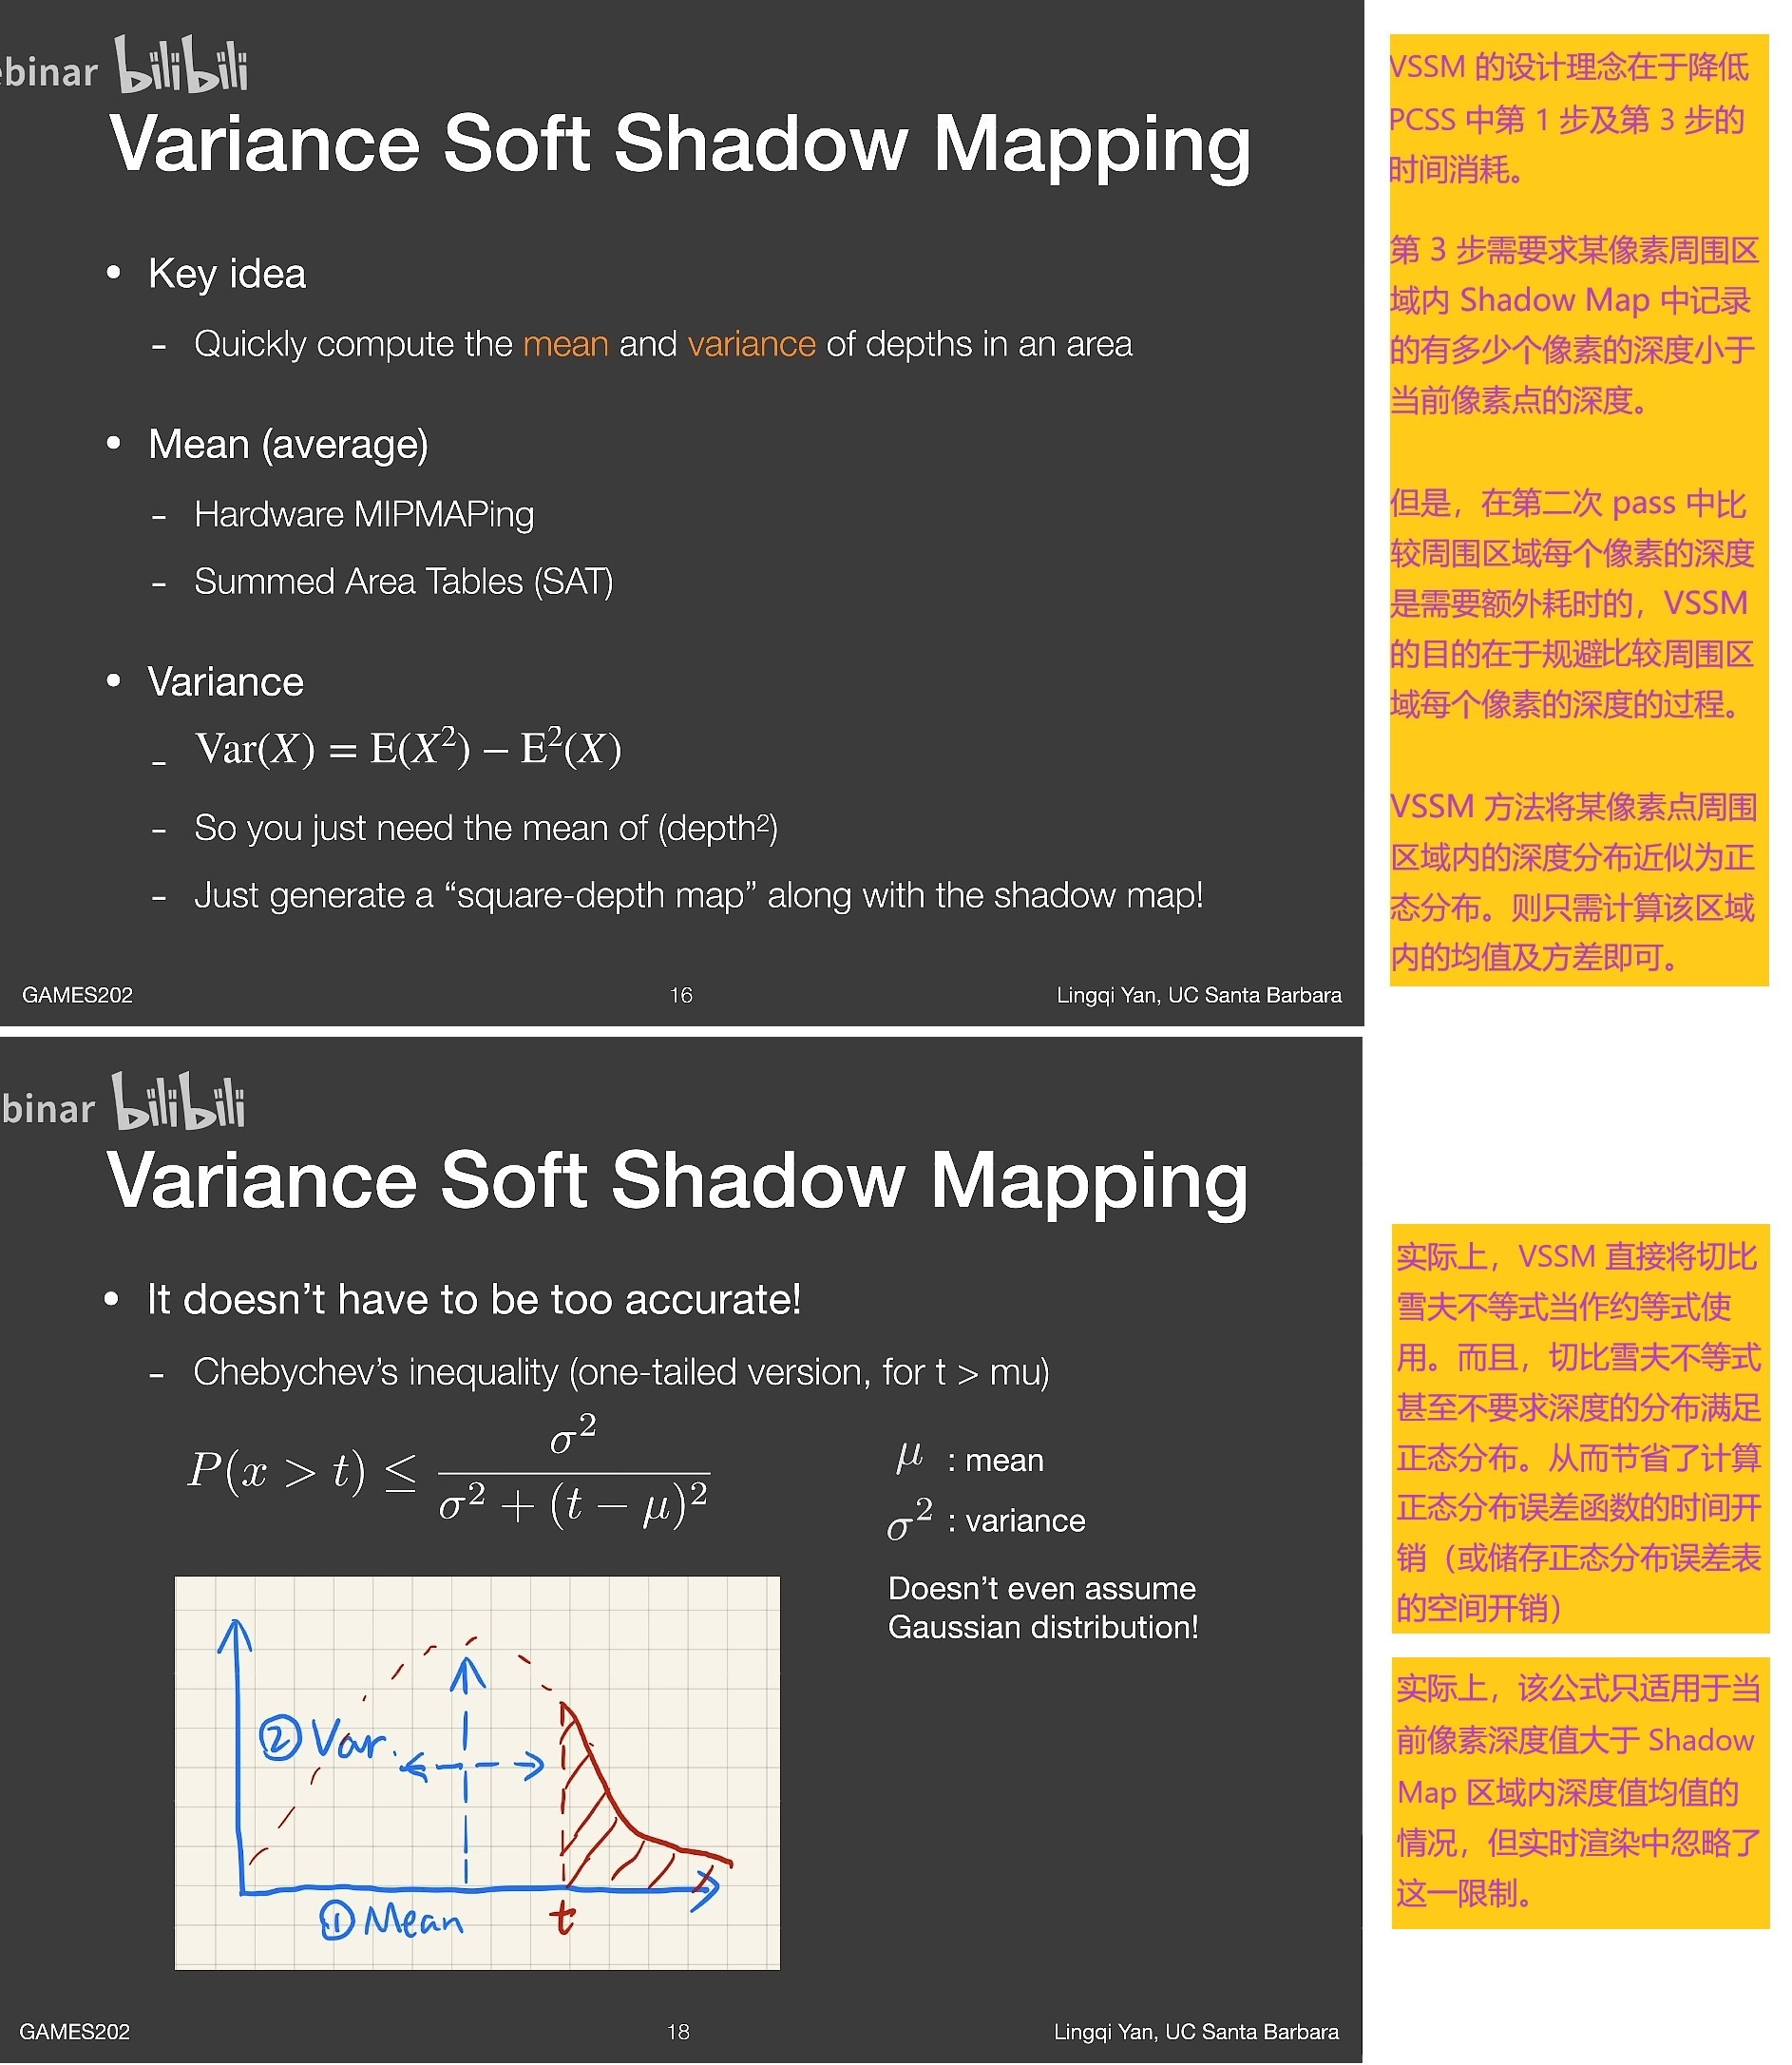 ebinar bilibili
Variance Soft Shadow Mapping
• Key idea
- Quickly compute the mean and variance of depths in an area
• Mean (average)
- Hardware MIPMAPing
- Summed Area Tables (SAT)
• Variance
- Var(X) = E(X²) − E²(X)
- So you just need the mean of (depth²)
- Just generate a “square-depth map” along with the shadow map!
GAMES202
16
Lingqi Yan, UC Santa Barbara
VSSM 的设计理念在于降低
PCSS 中第 1 步及第 3 步的
时间消耗。
第 3 步需要求某像素周围区
域内 Shadow Map 中记录
的有多少个像素的深度小于
当前像素点的深度。
但是，在第二次 pass 中比
较周围区域每个像素的深度
是需要额外耗时的，VSSM
的目的在于规避比较周围区
域每个像素的深度的过程。
VSSM 方法将某像素点周围
区域内的深度分布近似为正
态分布。则只需计算该区域
内的均值及方差即可。
binar bilibili
Variance Soft Shadow Mapping
• It doesn’t have to be too accurate!
- Chebychev’s inequality (one-tailed version, for t > mu)
P(x > t) ≤ σ² / (σ² + (t − μ)²)
μ : mean
σ² : variance
Doesn’t even assume
Gaussian distribution!
② Var.
① Mean
t
GAMES202
18
Lingqi Yan, UC Santa Barbara
实际上，VSSM 直接将切比
雪夫不等式当作约等式使
用。而且，切比雪夫不等式
甚至不要求深度的分布满足
正态分布。从而节省了计算
正态分布误差函数的时间开
销（或储存正态分布误差表
的空间开销）
实际上，该公式只适用于当
前像素深度值大于 Shadow
Map 区域内深度值均值的
情况，但实时渲染中忽略了
这一限制。